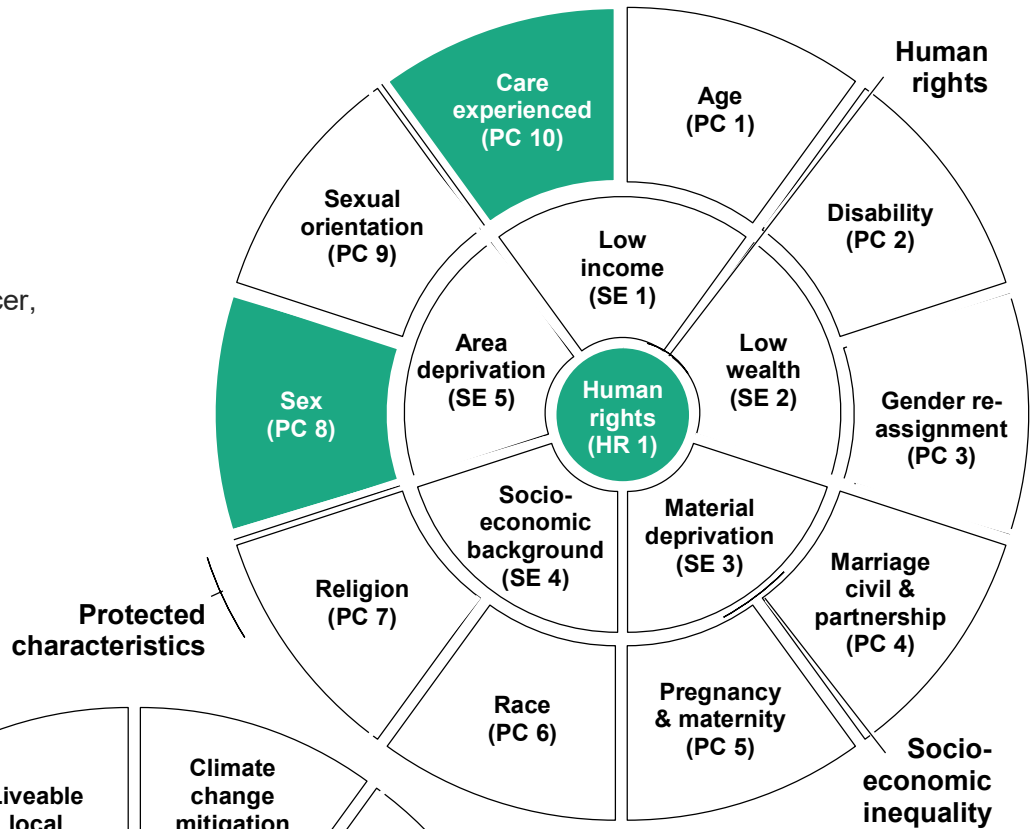 Human
rights
Care
experienced
(PC 10)
Age
(PC 1)
Sexual
orientation
(PC 9)
Disability
(PC 2)
Low
income
(SE 1)
cer,
Area
deprivation
(SE 5)
Low
wealth
(SE 2)
Sex
(PC 8)
Human
rights
(HR 1)
Gender re-
assignment
(PC 3)
Socio-
economic
background
(SE 4)
Material
deprivation
(SE 3)
Marriage
civil &
partnership
(PC 4)
Religion
(PC 7)
Protected
characteristics
Race
(PC 6)
Pregnancy
& maternity
(PC 5)
Socio-
economic
inequality
Liveable
local
Climate
change
mitigation